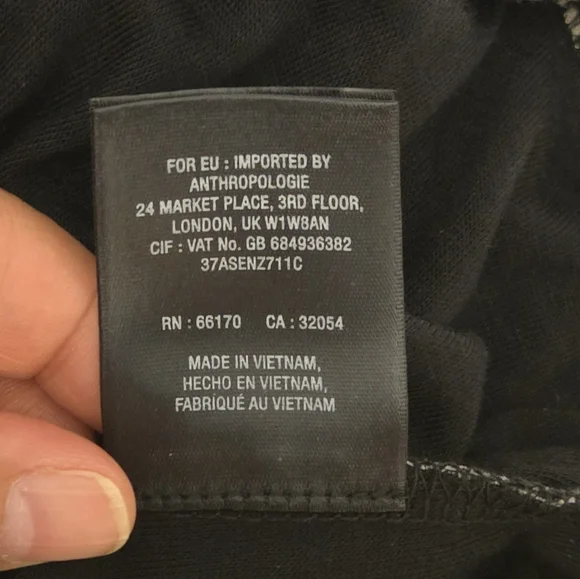 FOR EU : IMPORTED BY
ANTHROPOLOGIE
24 MARKET PLACE, 3RD FLOOR,
LONDON, UK W1W8AN
CIF : VAT No. GB 684936382
37ASENZ711C
RN : 66170 CA : 32054
MADE IN VIETNAM,
HECHO EN VIETNAM,
FABRIQUÉ AU VIETNAM